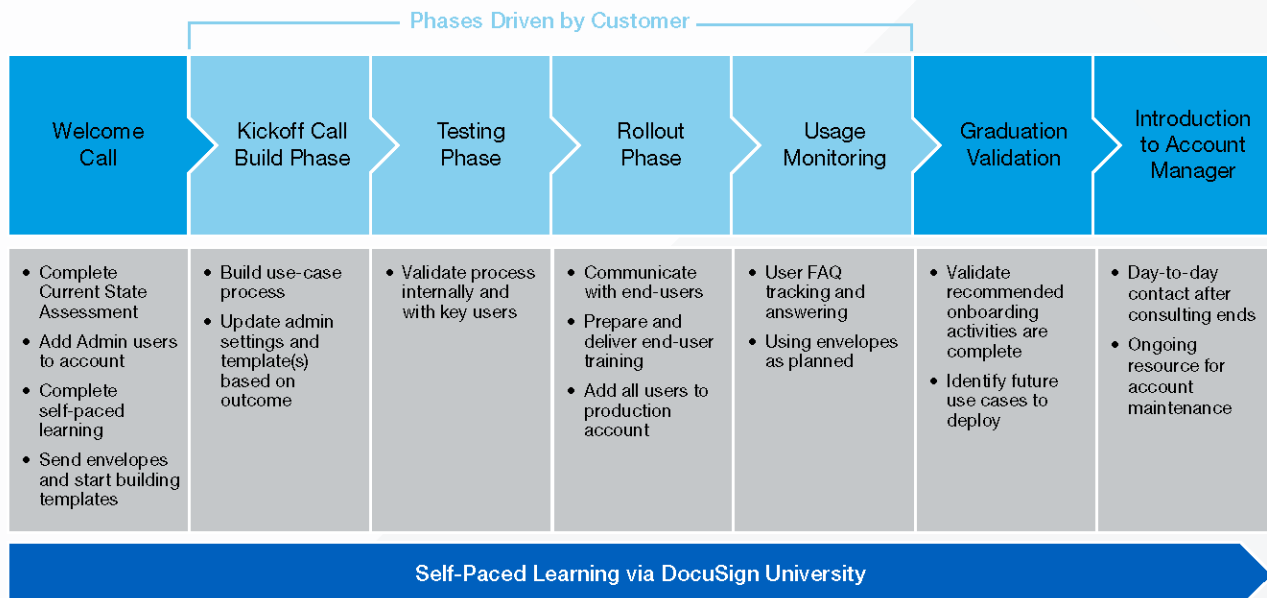 Phases Driven by Customer
Welcome
Call
Kickoff Call
Build Phase
Testing
Phase
Rollout
Phase
Usage
Monitoring
Graduation
Validation
Introduction
to Account
Manager
• Complete
Current State
Assessment
• Add Admin users
to account
• Complete
self-paced
learning
• Send envelopes
and start building
templates
• Build use-case
process
• Update admin
settings and
template(s)
based on
outcome
• Validate process
internally and
with key users
• Communicate
with end-users
• Prepare and
deliver end-user
training
• Add all users to
production
account
• User FAQ
tracking and
answering
• Using envelopes
as planned
• Validate
recommended
onboarding
activities are
complete
• Identify future
use cases to
deploy
• Day-to-day
contact after
consulting ends
• Ongoing
resource for
account
maintenance
Self-Paced Learning via DocuSign University